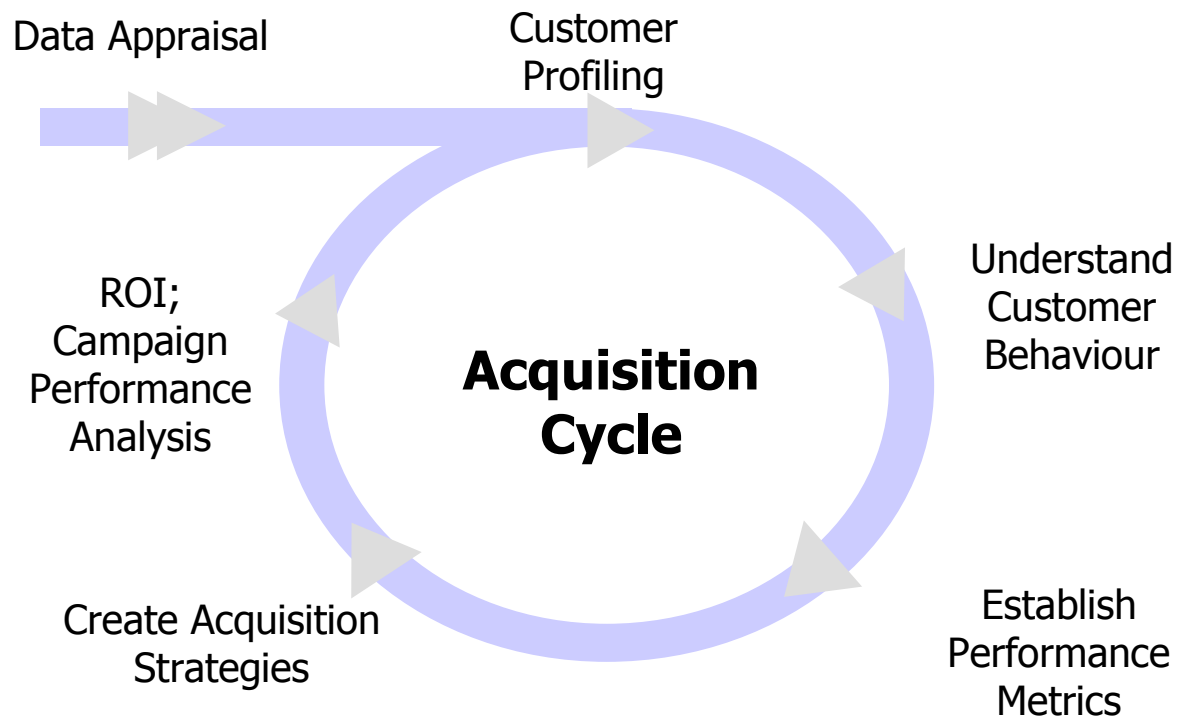 Data Appraisal
Customer
Profiling
Understand
Customer
Behaviour
ROI;
Campaign
Performance
Analysis
Acquisition
Cycle
Establish
Performance
Metrics
Create Acquisition
Strategies